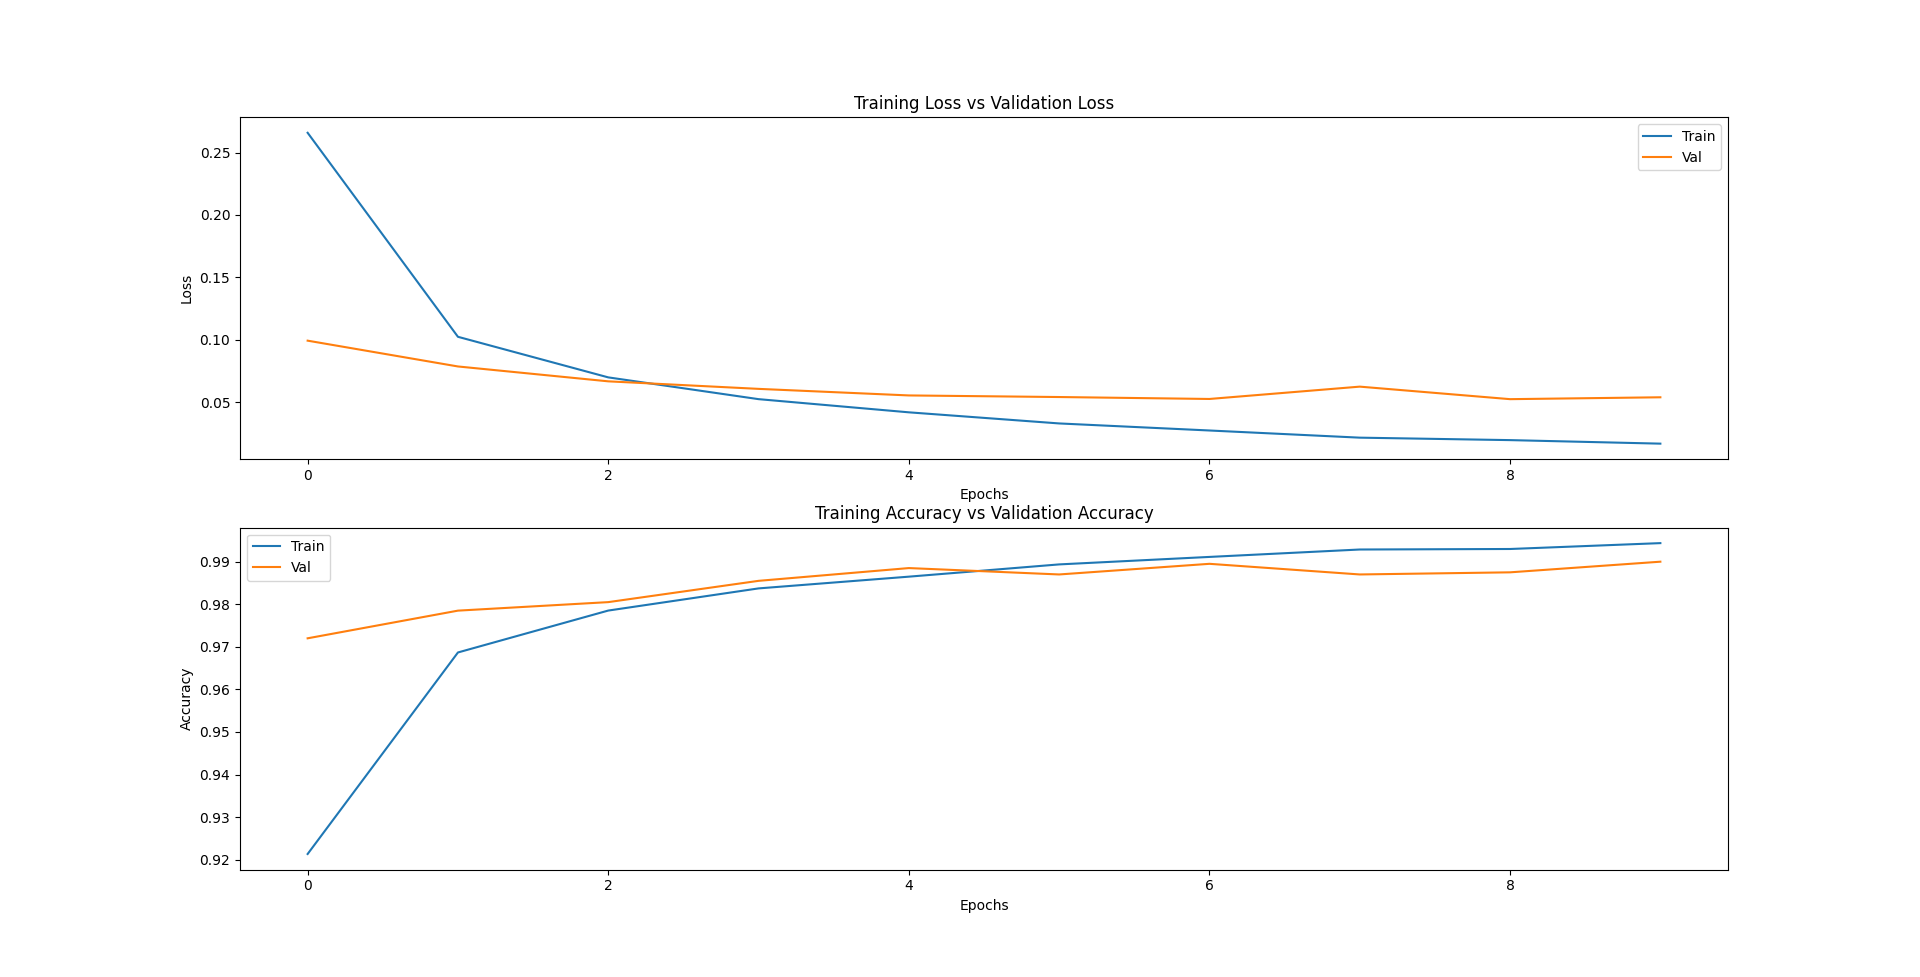 Training Loss vs Validation Loss
Train
Val
0.25
0.20
0.15
0.10
0.05
Loss
0 2 4 6 8
Epochs
Training Accuracy vs Validation Accuracy
Train
Val
0.99
0.98
0.97
0.96
0.95
0.94
0.93
0.92
Accuracy
0 2 4 6 8
Epochs